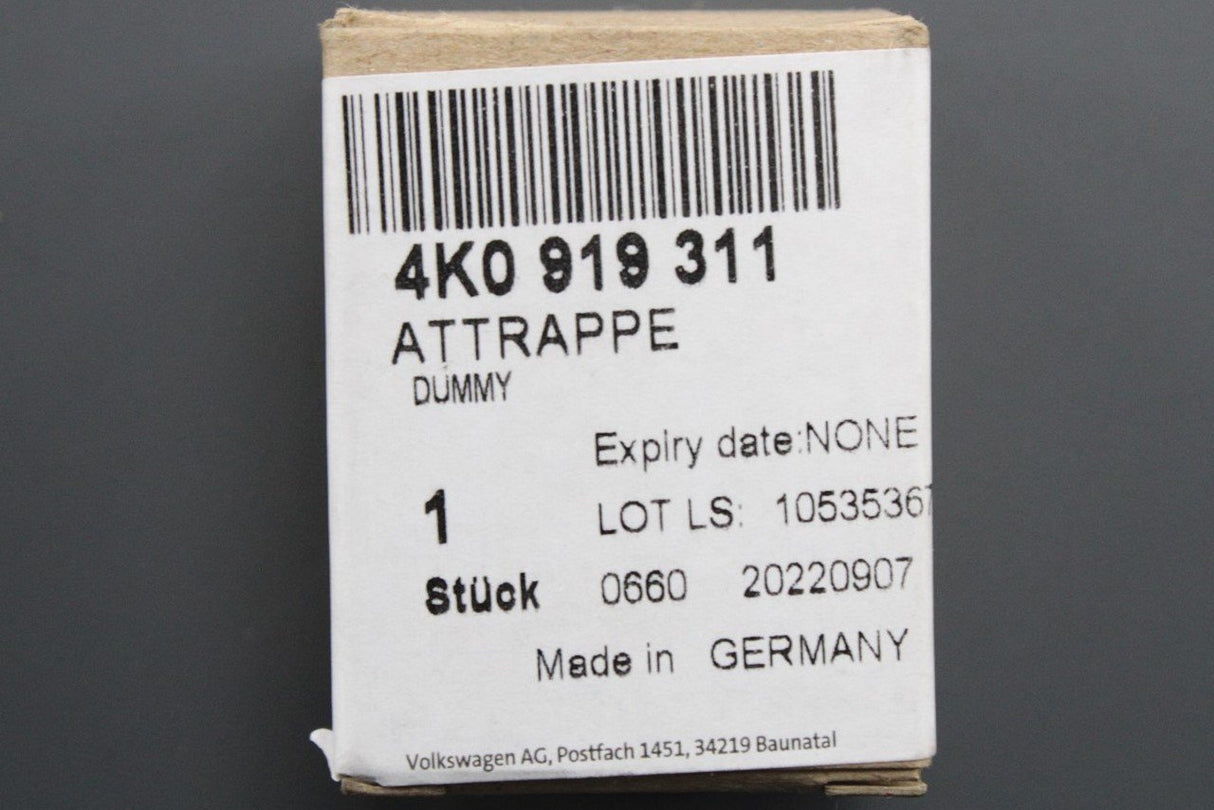 4K0 919 311
ATTRAPPE
DUMMY
Expiry date:NONE
1
LOT LS: 10535367
Stück 0660 20220907
Made in GERMANY
Volkswagen AG, Postfach 1451, 34219 Baunatal